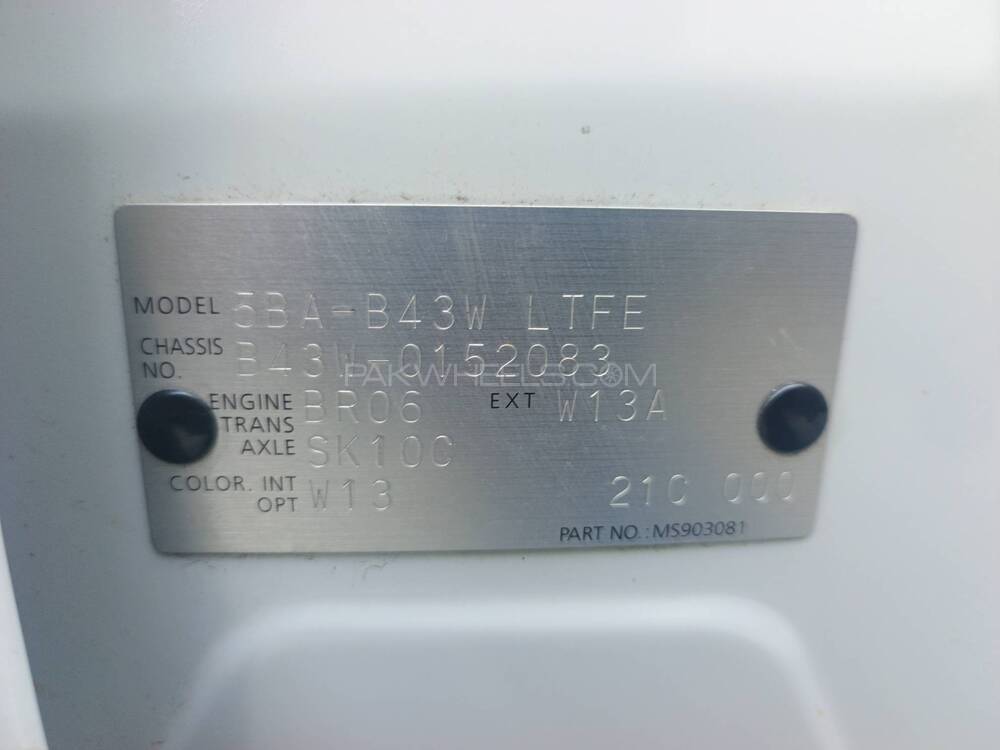 MODEL 5BA-B43W LTFE
CHASSIS NO. B43W-0152083
PAKWHEELS.COM
ENGINE BR06 EXT W13A
TRANS AXLE SK10C
COLOR. INT OPT W13 21C 000
PART NO.: MS903081